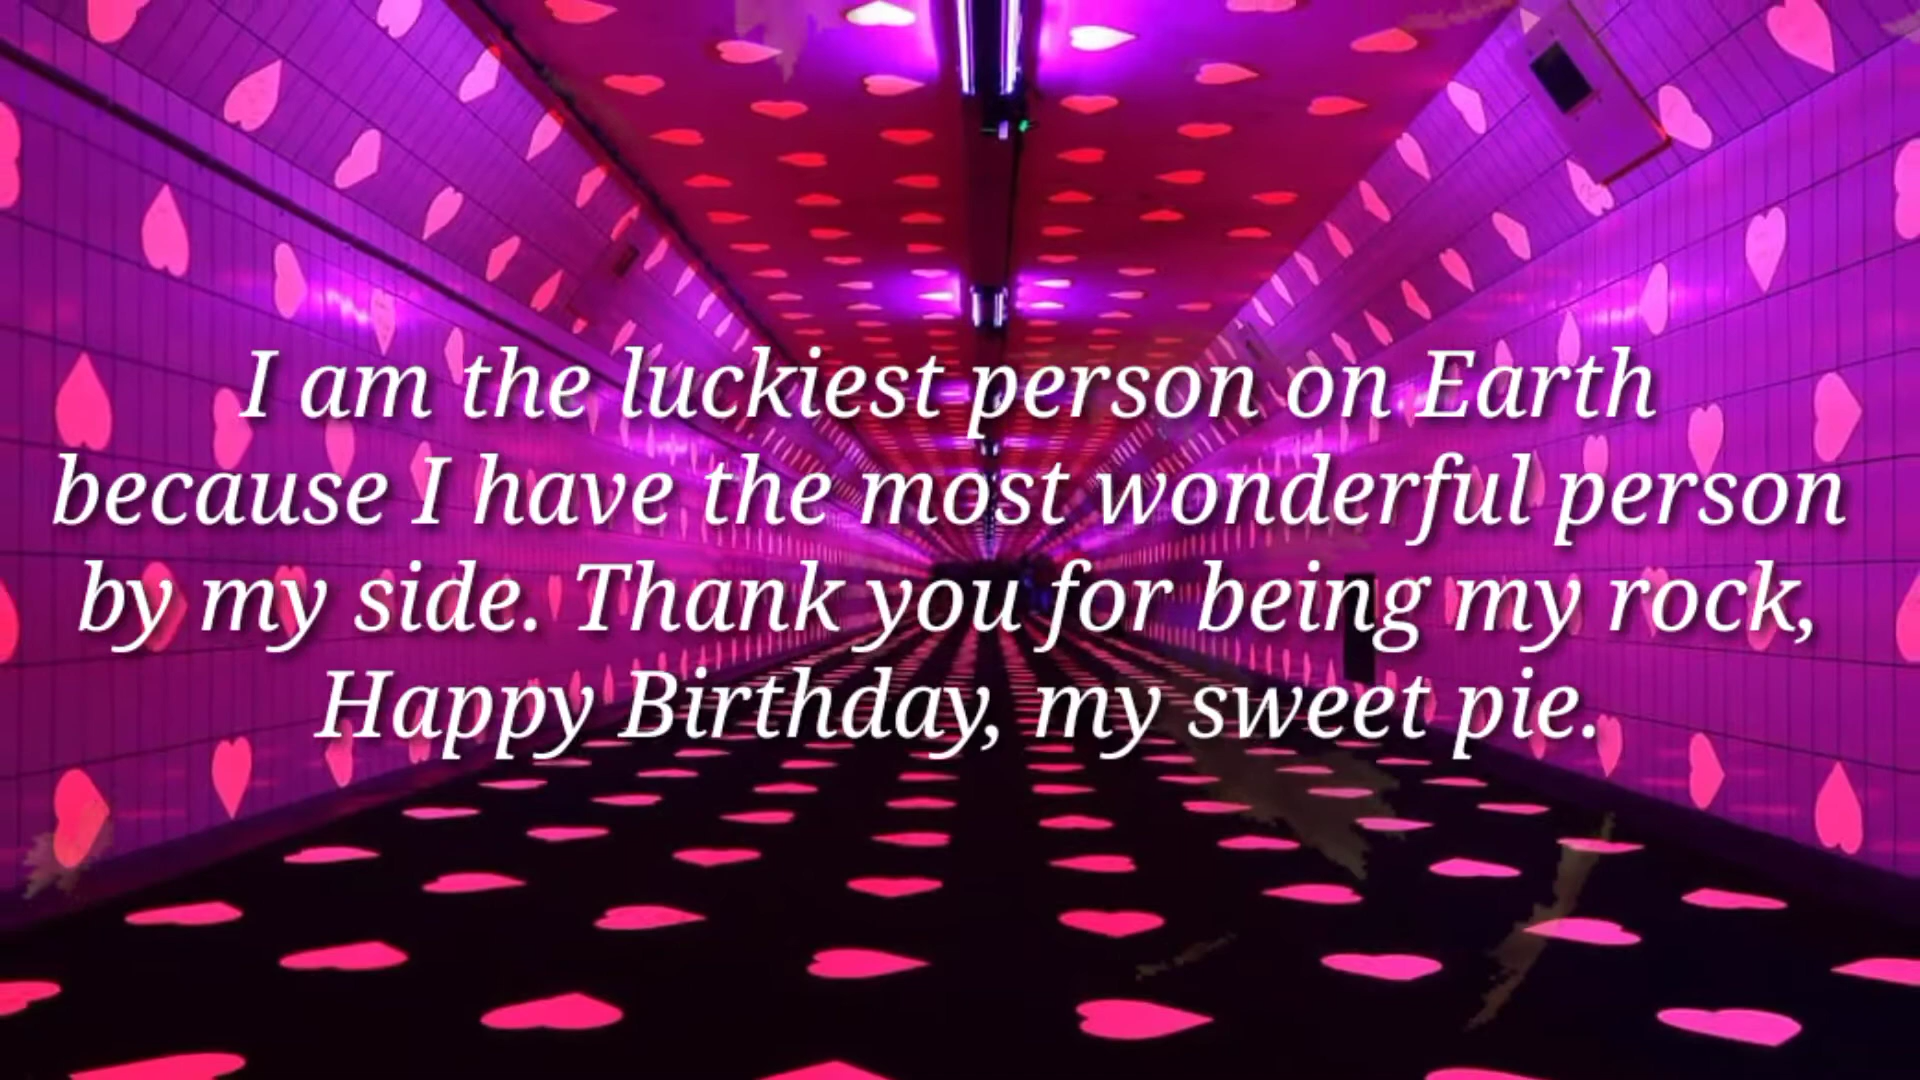 I am the luckiest person on Earth
because I have the most wonderful person
by my side. Thank you for being my rock,
Happy Birthday, my sweet pie.